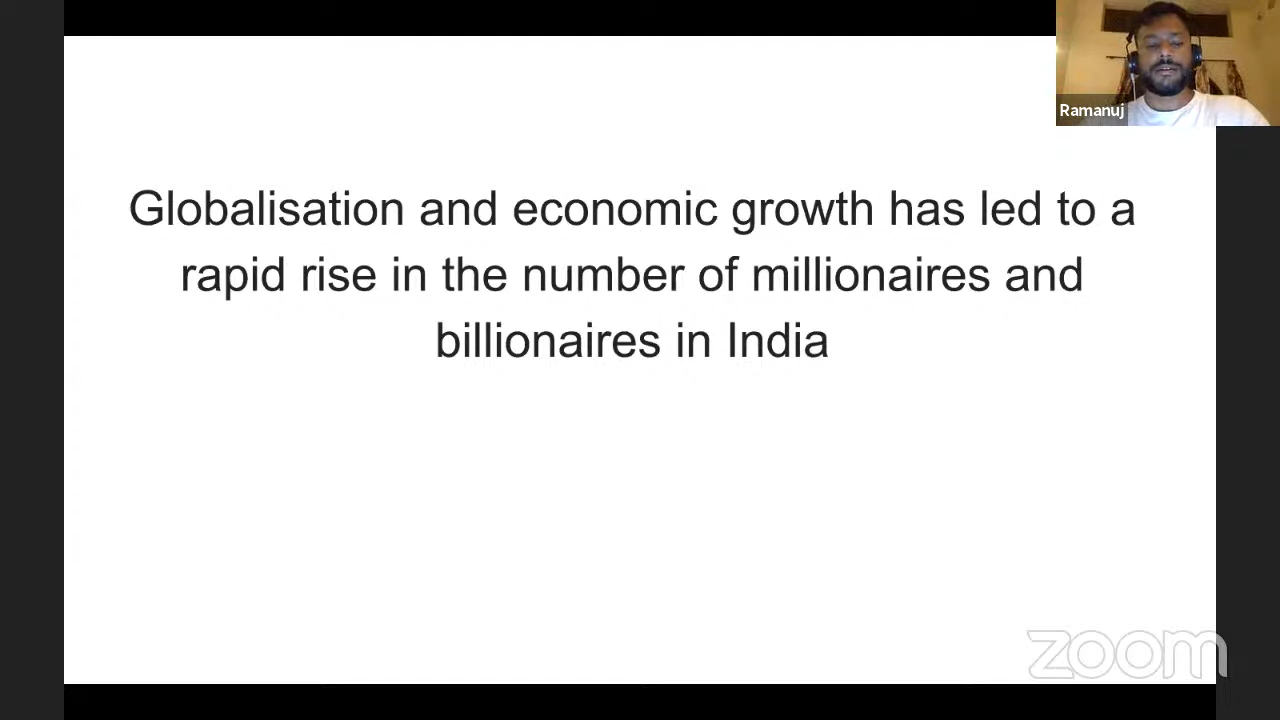 Ramanuj
Globalisation and economic growth has led to a
rapid rise in the number of millionaires and
billionaires in India
zoom